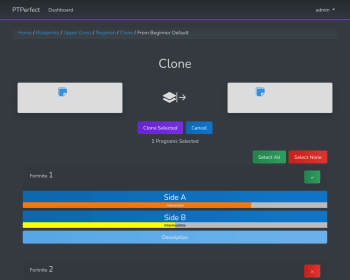 PTPerfect Dashboard admin
Home / Blueprints / Upper Cross / Beginner / Clone / From Beginner Default
Clone
Clone Selected Cancel
1 Programs Selected
Select All Select None
Fortnite 1
Side A
Side B
Description
Fortnite 2